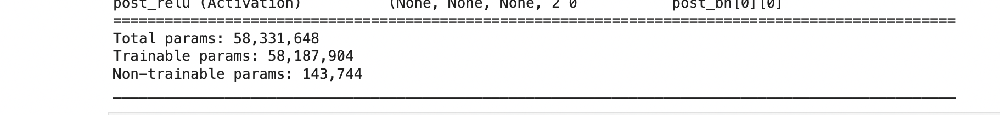 post_relu (Activation) (None, None, None, 2 0 post_bn[0][0]
==================================================================================================
Total params: 58,331,648
Trainable params: 58,187,904
Non-trainable params: 143,744
__________________________________________________________________________________________________